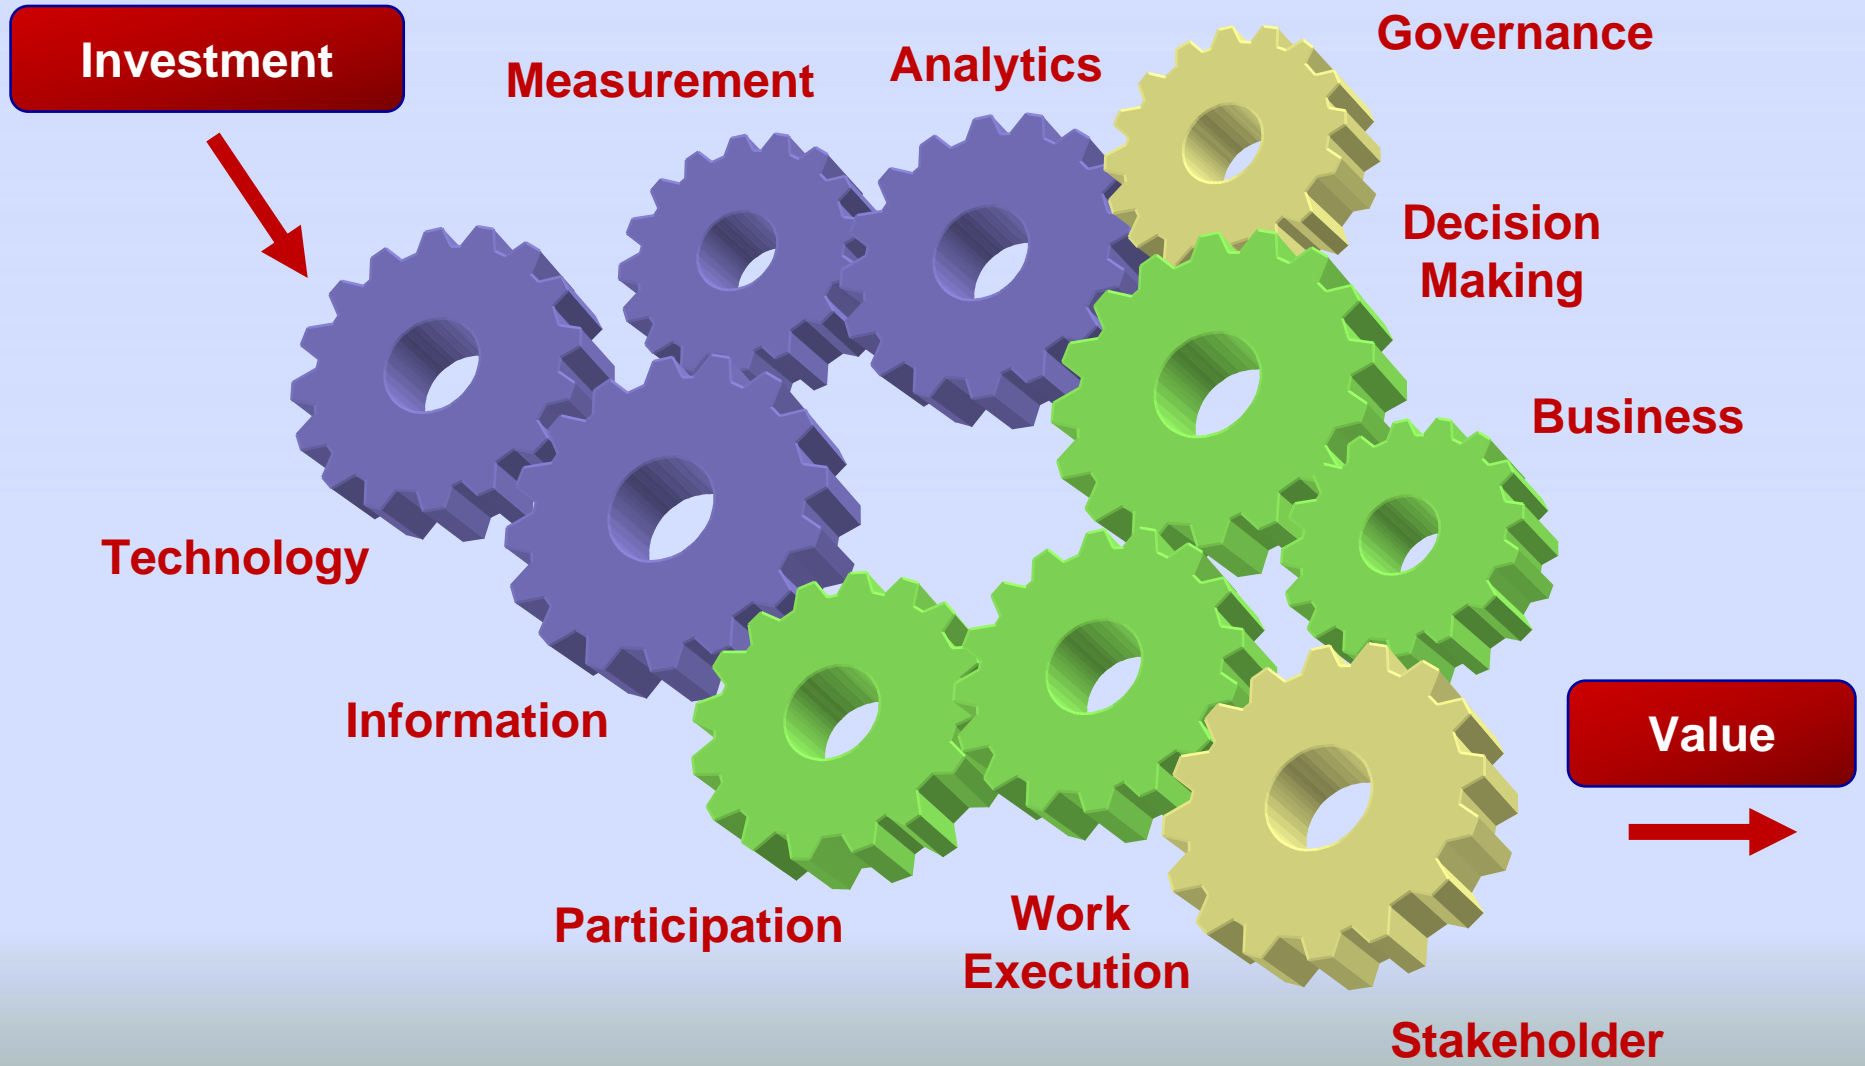 Investment
Measurement
Analytics
Governance
Decision
Making
Business
Technology
Information
Value
Participation
Work
Execution
Stakeholder